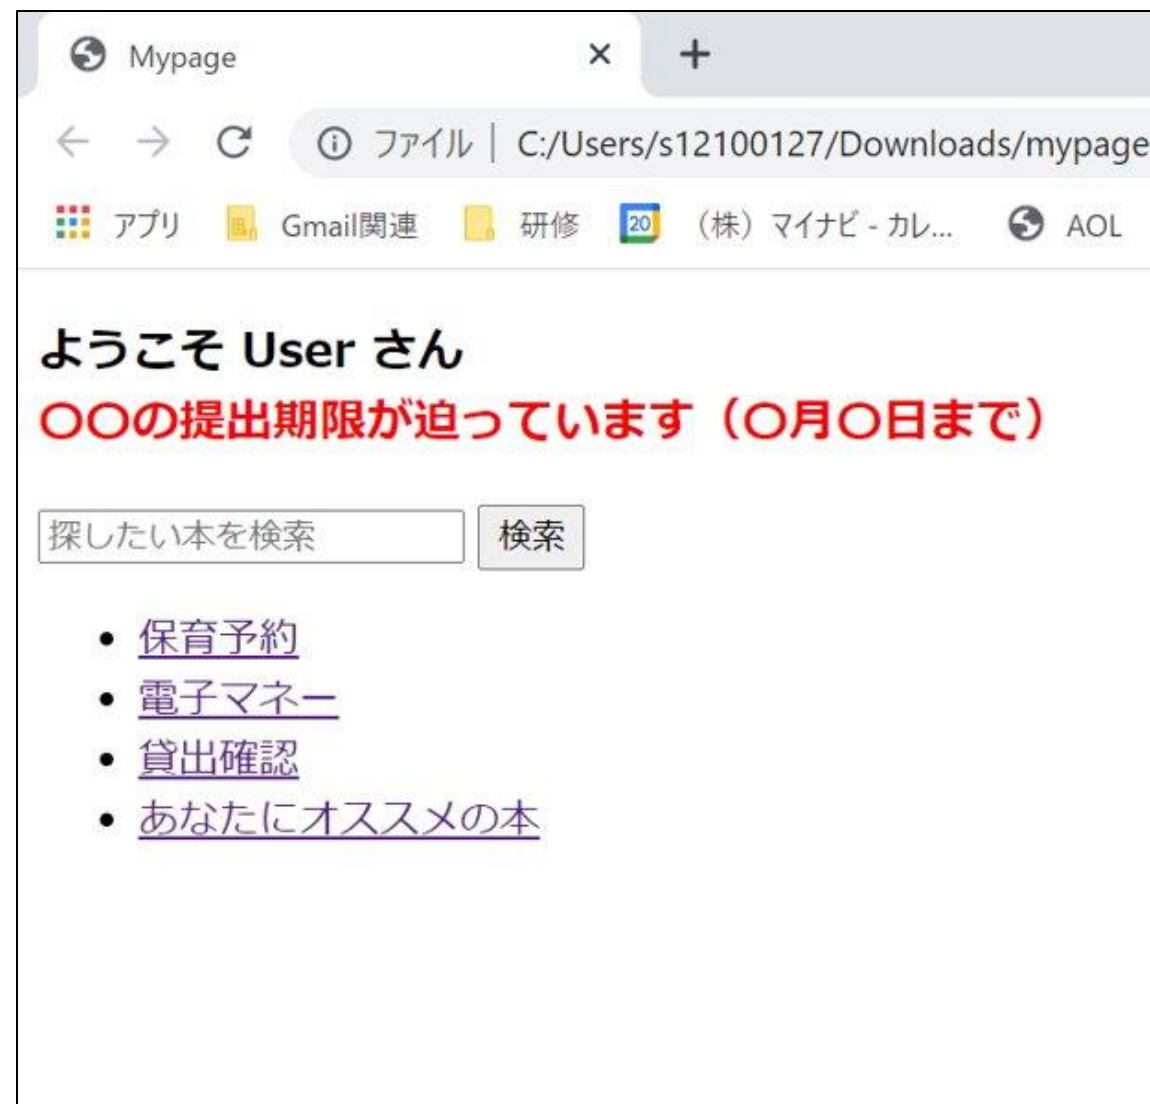 Mypage
ファイル | C:/Users/s12100127/Downloads/mypage
アプリ Gmail関連 研修 20 （株）マイナビ - カレ... AOL
ようこそ User さん
〇〇の提出期限が迫っています（〇月〇日まで）
探したい本を検索 検索
• 保育予約
• 電子マネー
• 貸出確認
• あなたにオススメの本